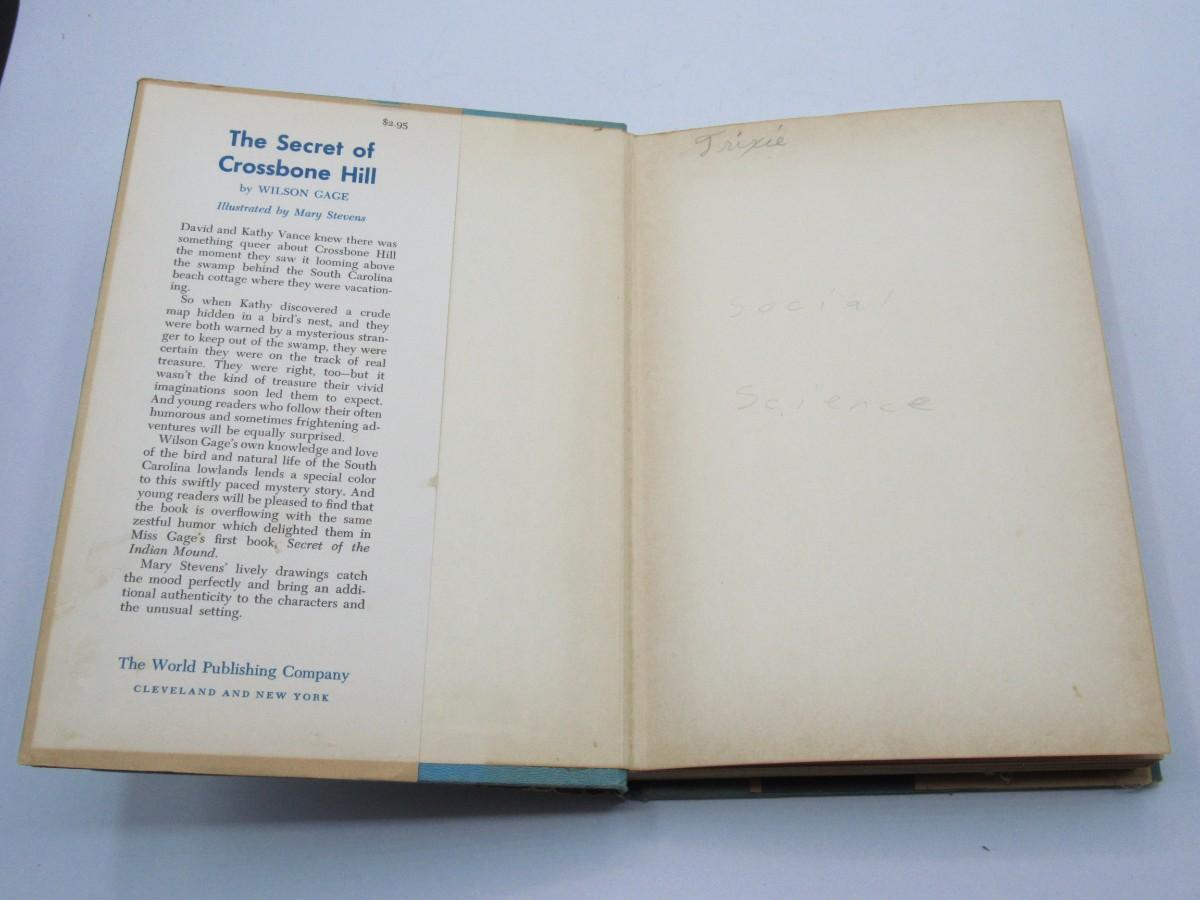 $2.95
The Secret of
Crossbone Hill
by WILSON GAGE
Illustrated by Mary Stevens
David and Kathy Vance knew there was
something queer about Crossbone Hill
the moment they saw it looming above
the swamp behind the South Carolina
beach cottage where they were vacation-
ing.
So when Kathy discovered a crude
map hidden in a bird's nest, and they
were both warned by a mysterious stran-
ger to keep out of the swamp, they were
certain they were on the track of real
treasure. They were right, too—but it
wasn't the kind of treasure their vivid
imaginations soon led them to expect.
And young readers who follow their often
humorous and sometimes frightening ad-
ventures will be equally surprised.
Wilson Gage's own knowledge and love
of the bird and natural life of the South
Carolina lowlands lends a special color
to this swiftly paced mystery story. And
young readers will be pleased to find that
the book is overflowing with the same
zestful humor which delighted them in
Miss Gage's first book, Secret of the
Indian Mound.
Mary Stevens' lively drawings catch
the mood perfectly and bring an addi-
tional authenticity to the characters and
the unusual setting.
The World Publishing Company
CLEVELAND AND NEW YORK
Trixie
Social
Science